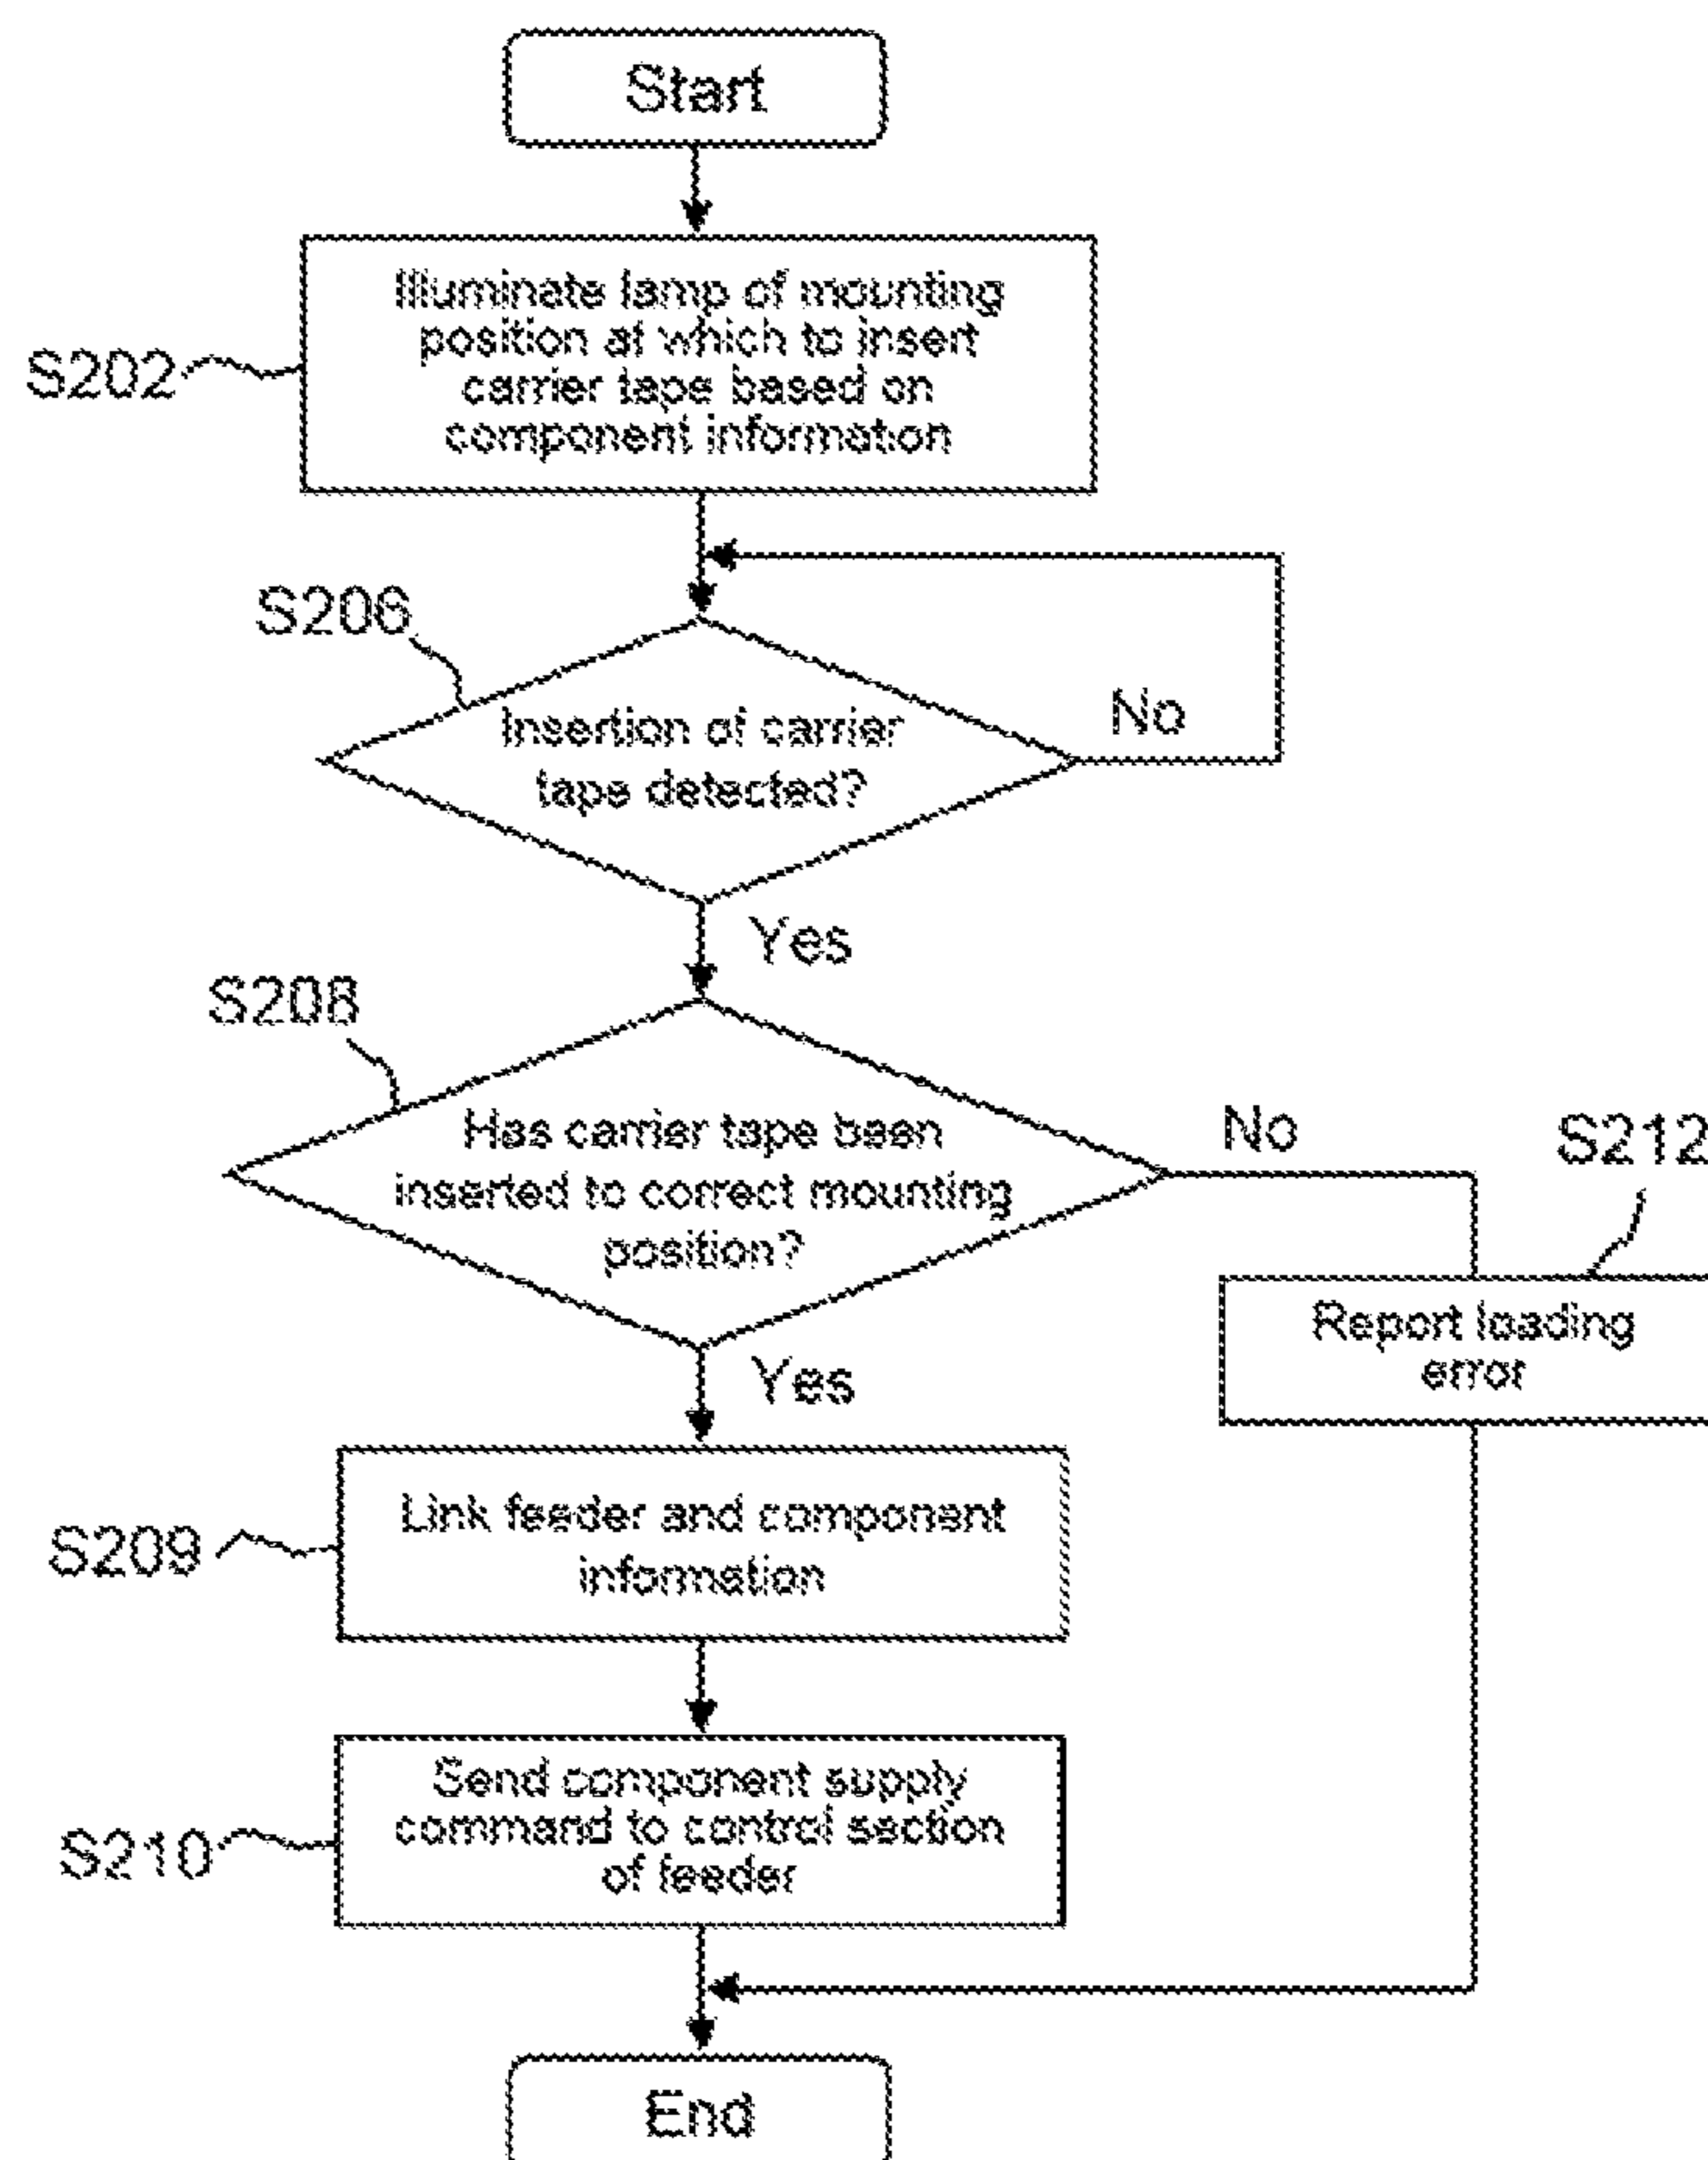 Start
S202
Illuminate lamp of mounting
position at which to insert
carrier tape based on
component information
S206
Insertion of carrier
tape detected?
No
Yes
S208
Has carrier tape been
inserted to correct mounting
position?
No
S212
Report loading
error
Yes
S209
Link feeder and component
information
S210
Send component supply
command to control section
of feeder
End